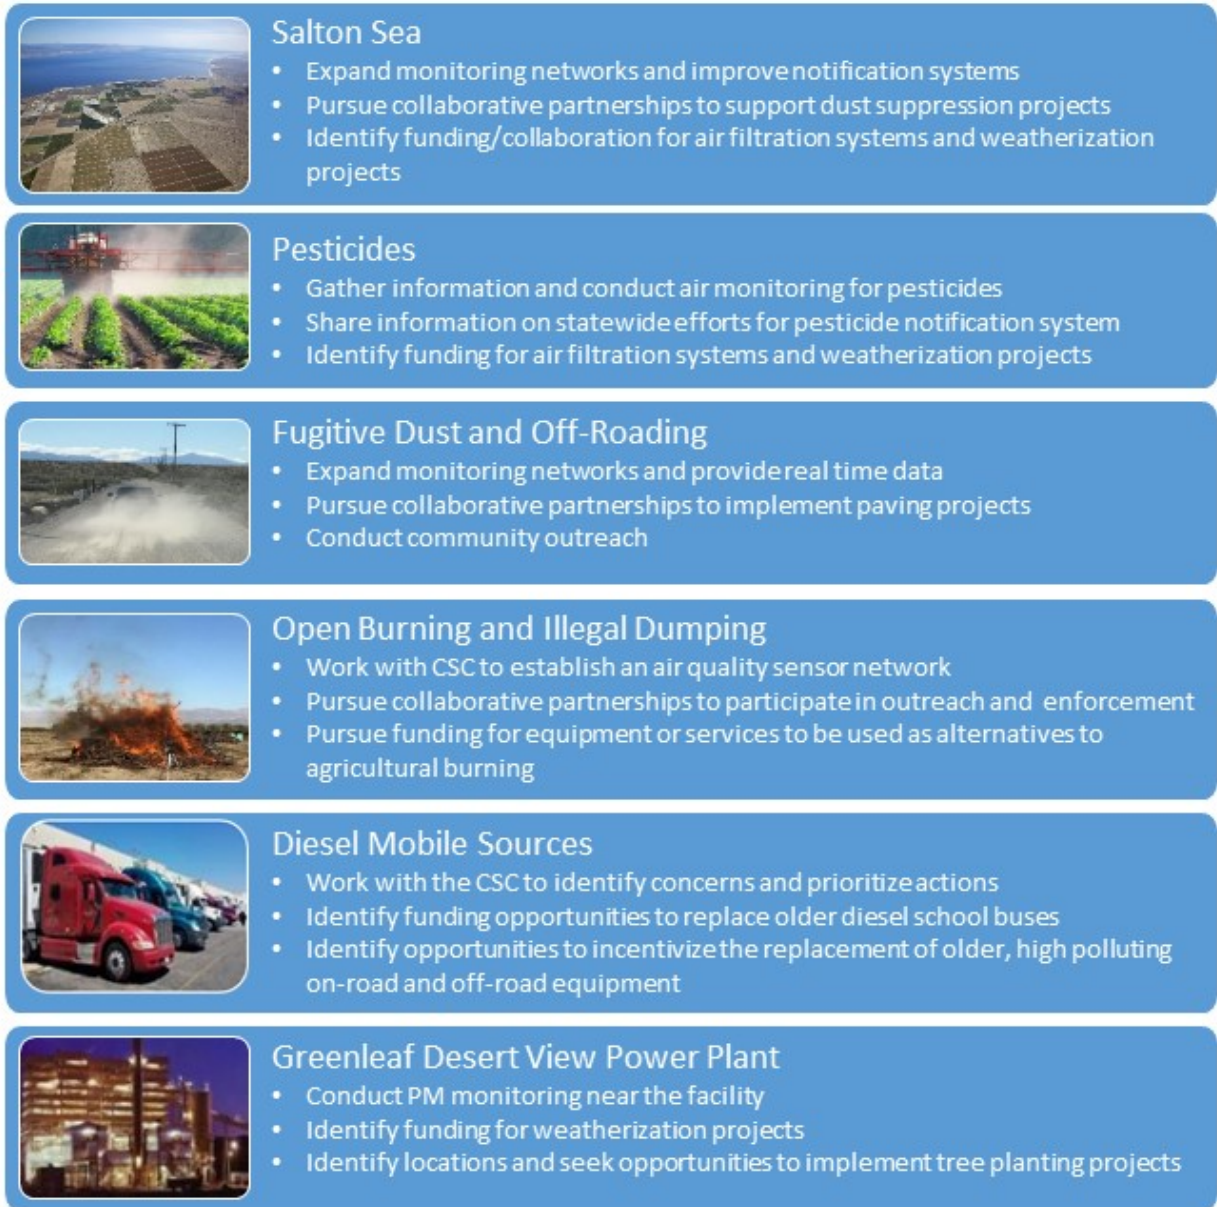 Salton Sea
• Expand monitoring networks and improve notification systems
• Pursue collaborative partnerships to support dust suppression projects
• Identify funding/collaboration for air filtration systems and weatherization
projects
Pesticides
• Gather information and conduct air monitoring for pesticides
• Share information on statewide efforts for pesticide notification system
• Identify funding for air filtration systems and weatherization projects
Fugitive Dust and Off-Roading
• Expand monitoring networks and provide real time data
• Pursue collaborative partnerships to implement paving projects
• Conduct community outreach
Open Burning and Illegal Dumping
• Work with CSC to establish an air quality sensor network
• Pursue collaborative partnerships to participate in outreach and enforcement
• Pursue funding for equipment or services to be used as alternatives to
agricultural burning
Diesel Mobile Sources
• Work with the CSC to identify concerns and prioritize actions
• Identify funding opportunities to replace older diesel school buses
• Identify opportunities to incentivize the replacement of older, high polluting
on-road and off-road equipment
Greenleaf Desert View Power Plant
• Conduct PM monitoring near the facility
• Identify funding for weatherization projects
• Identify locations and seek opportunities to implement tree planting projects